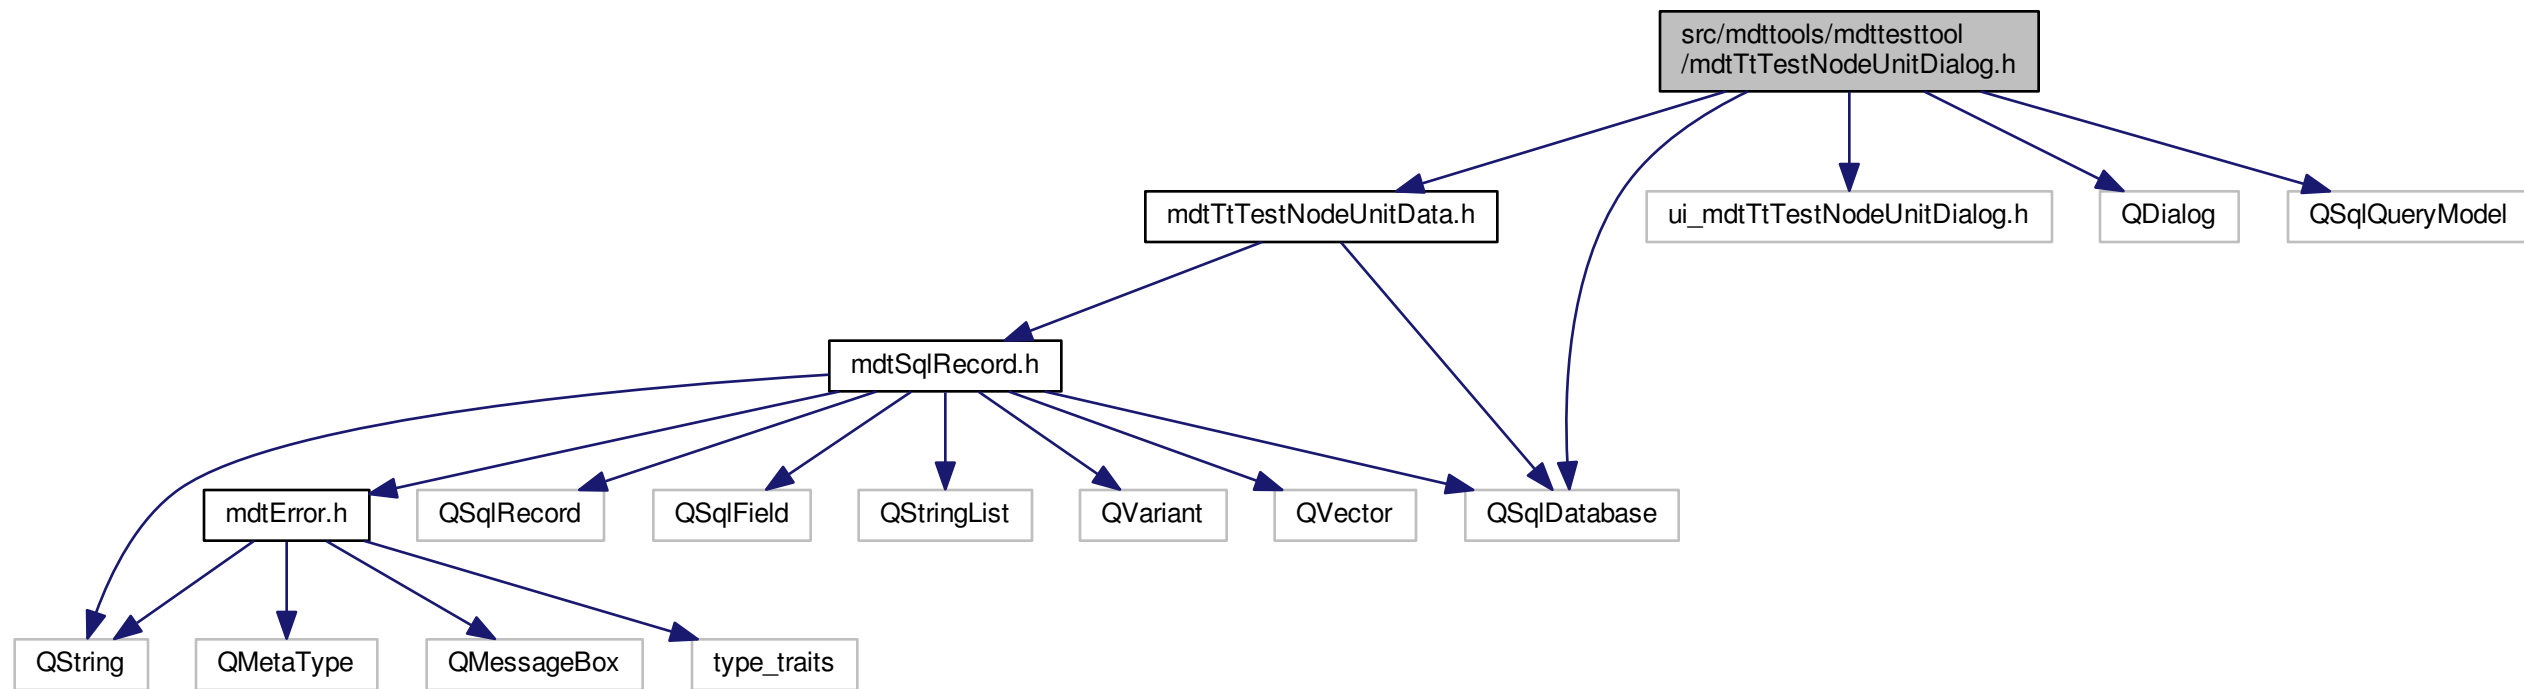 src/mdttools/mdttesttool
/mdtTtTestNodeUnitDialog.h
mdtTtTestNodeUnitData.h
ui_mdtTtTestNodeUnitDialog.h
QDialog
QSqlQueryModel
mdtSqlRecord.h
mdtError.h
QSqlRecord
QSqlField
QStringList
QVariant
QVector
QSqlDatabase
QString
QMetaType
QMessageBox
type_traits